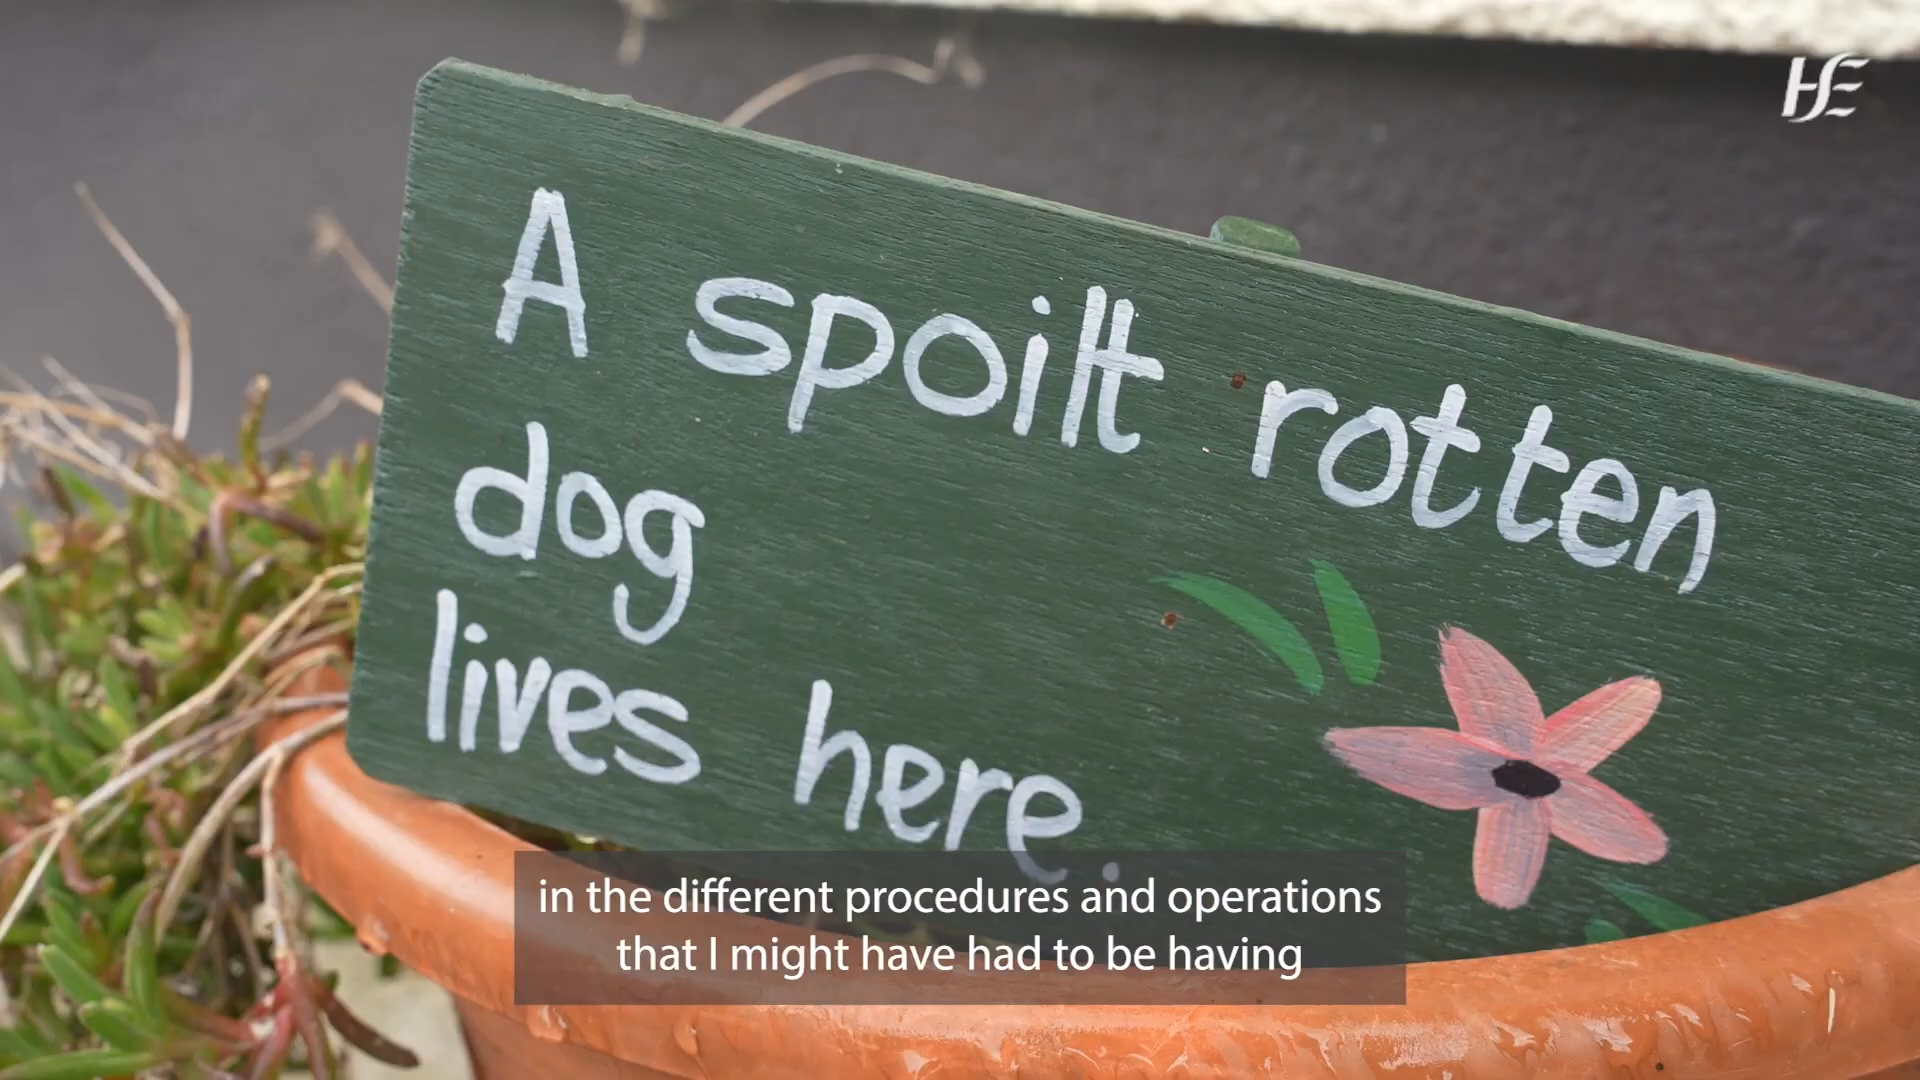 HSE
A spoilt rotten
dog
lives here.
in the different procedures and operations
that I might have had to be having